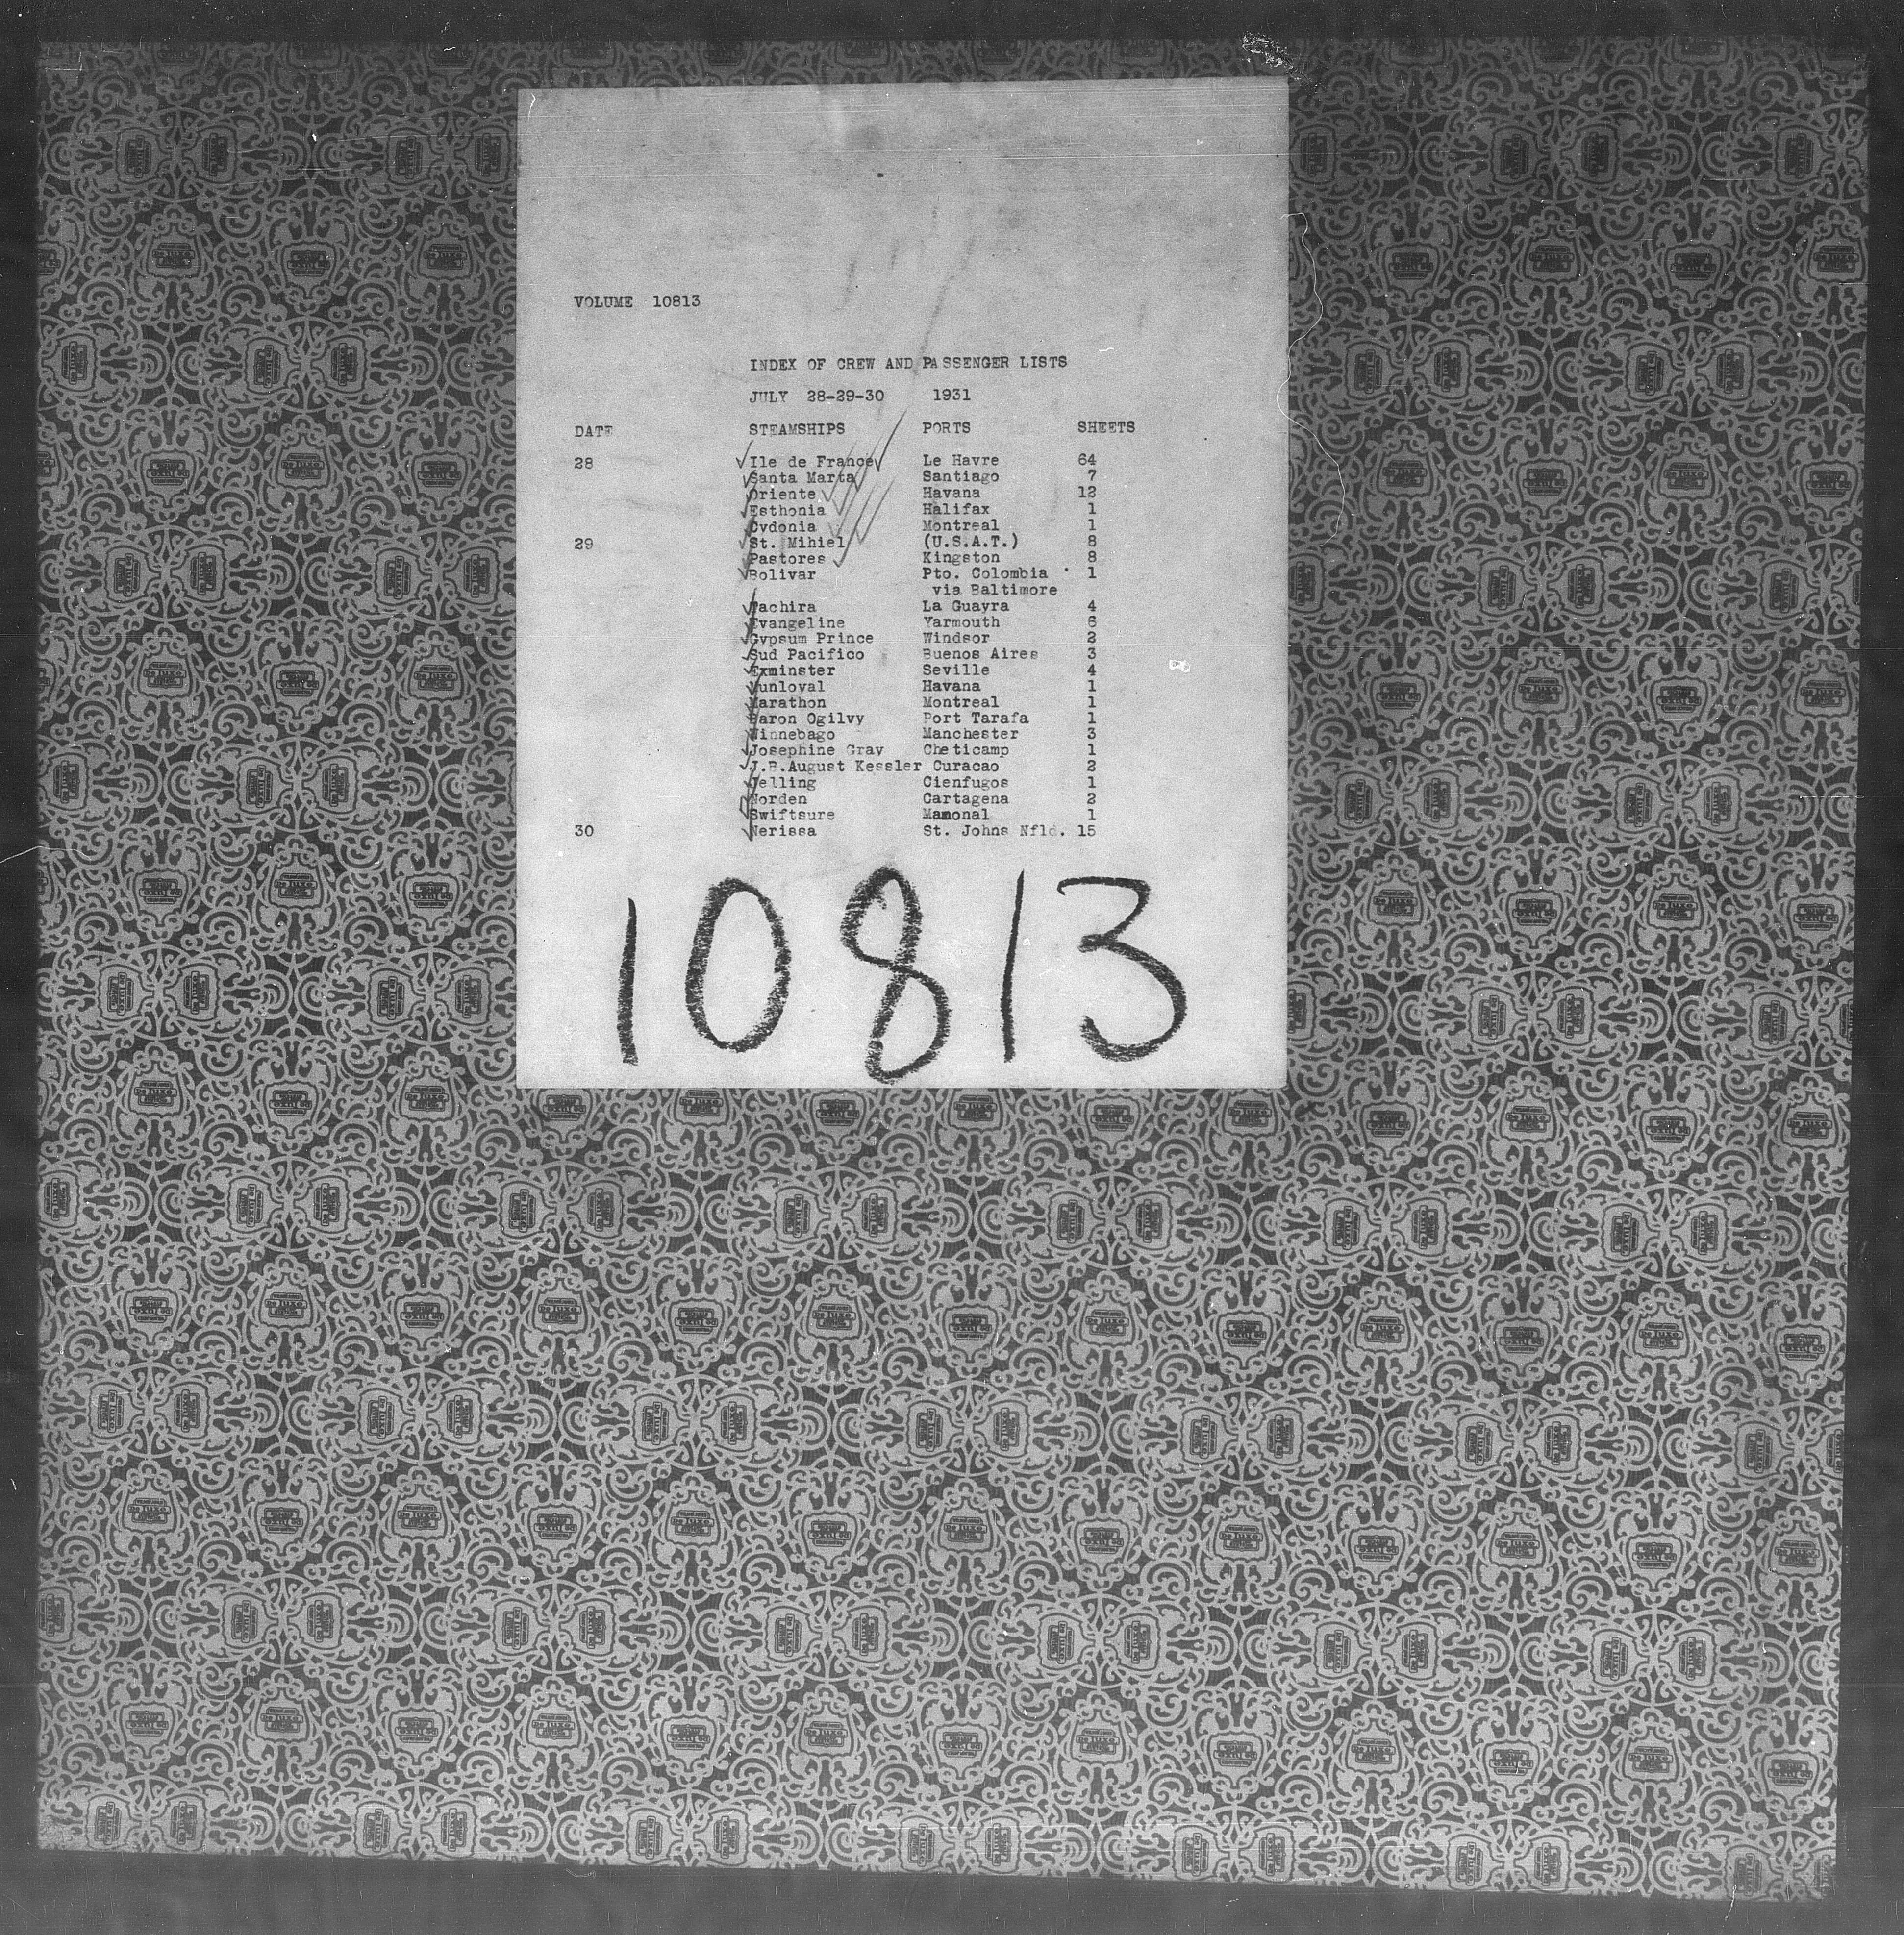 VOLUME 10813
INDEX OF CREW AND PASSENGER LISTS
JULY 28-29-30 1931
DATE STEAMSHIPS PORTS SHEETS
28 Ile de France Le Havre 64
Santa Marta Santiago 7
Oriente Havana 12
Esthonia Halifax 1
Cydonia Montreal 1
29 St. Mihiel (U.S.A.T.) 8
Pastores Kingston 8
Bolivar Pto. Colombia 1
via Baltimore
Tachira La Guayra 4
Evangeline Yarmouth 6
Gypsum Prince Windsor 2
Sud Pacifico Buenos Aires 3
Exminster Seville 4
Munloyal Havana 1
Marathon Montreal 1
Baron Ogilvy Port Tarafa 1
Winnebago Manchester 3
Josephine Gray Cheticamp 1
J.B.August Kessler Curacao 2
Jelling Cienfugos 1
Norden Cartagena 2
Swiftsure Mamonal 1
30 Nerissa St. Johns Nfld. 15
10813